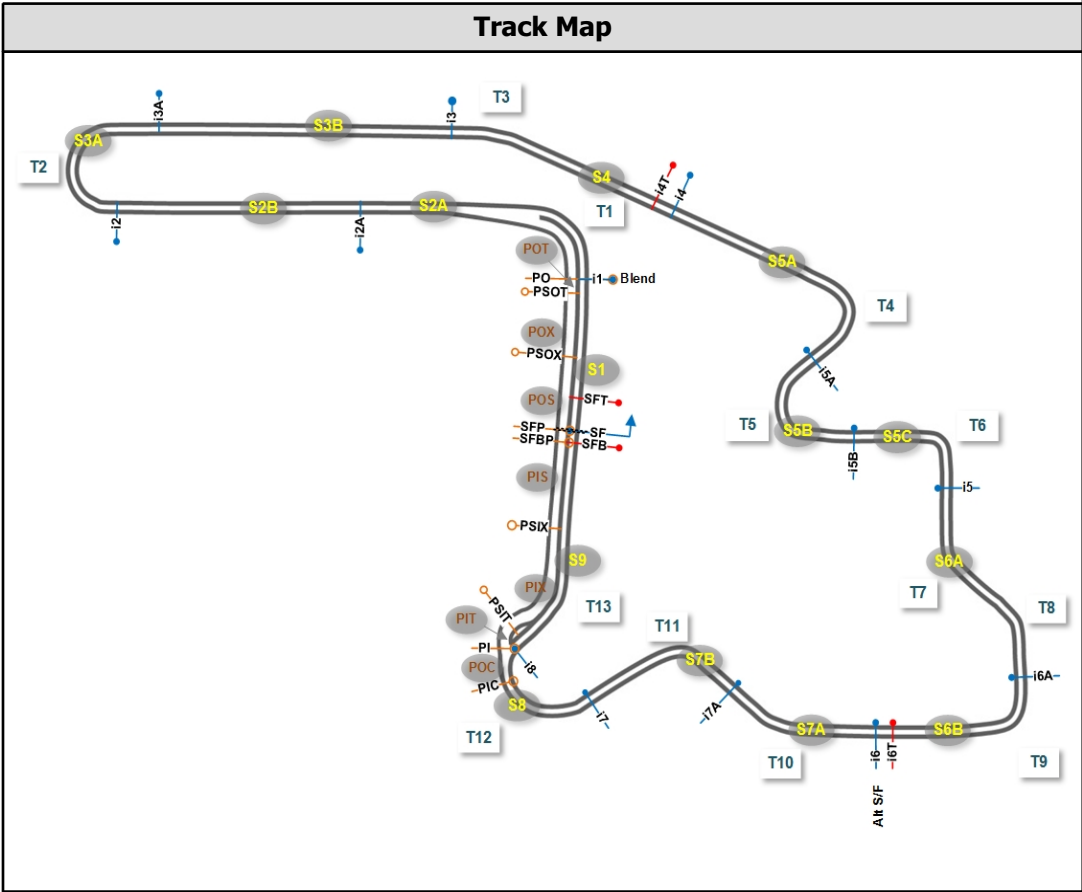 Track Map
i3A
i3
T3
S3A
S3B
T2
S4
i4T
i4
T1
i2
S2B
i2A
S2A
POT
S5A
PO
i1
Blend
PSOT
T4
POX
PSOX
S1
i5A
POS
SFT
SFP
SF
SFBP
SFB
T5
S5B
i5B
S5C
T6
PIS
i5
PSIX
S9
S6A
PIX
T7
PSIT
T13
T8
PIT
PI
T11
POC
i8
S7B
i6A
PIC
S8
i7
i7A
T12
S7A
i6
i6T
S6B
T10
T9
Alt S/F